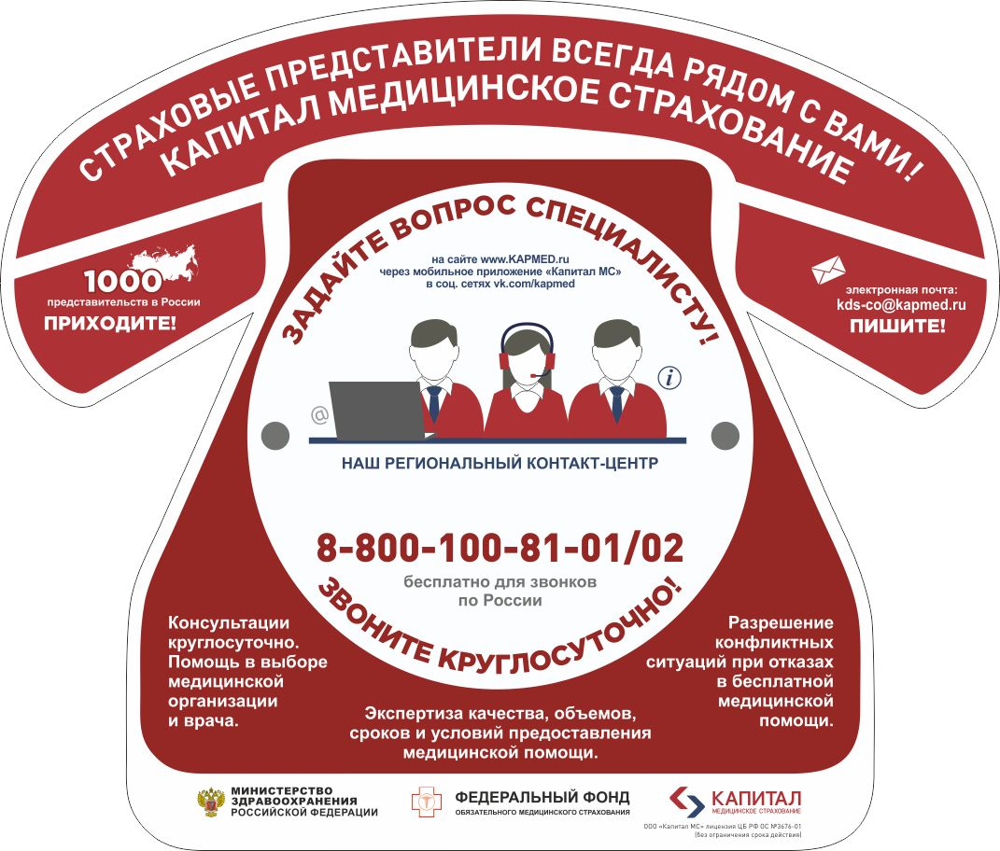 СТРАХОВЫЕ ПРЕДСТАВИТЕЛИ ВСЕГДА РЯДОМ С ВАМИ!
КАПИТАЛ МЕДИЦИНСКОЕ СТРАХОВАНИЕ
1000
представительств в России
ПРИХОДИТЕ!
электронная почта:
kds-co@kapmed.ru
ПИШИТЕ!
ЗАДАЙТЕ ВОПРОС СПЕЦИАЛИСТУ!
на сайте www.KAPMED.ru
через мобильное приложение «Капитал МС»
в соц. сетях vk.com/kapmed
@
i
НАШ РЕГИОНАЛЬНЫЙ КОНТАКТ-ЦЕНТР
8-800-100-81-01/02
бесплатно для звонков
по России
ЗВОНИТЕ КРУГЛОСУТОЧНО!
Консультации
круглосуточно.
Помощь в выборе
медицинской
организации
и врача.
Экспертиза качества, объемов,
сроков и условий предоставления
медицинской помощи.
Разрешение
конфликтных
ситуаций при отказах
в бесплатной
медицинской
помощи.
МИНИСТЕРСТВО
ЗДРАВООХРАНЕНИЯ
РОССИЙСКОЙ ФЕДЕРАЦИИ
ФЕДЕРАЛЬНЫЙ ФОНД
ОБЯЗАТЕЛЬНОГО МЕДИЦИНСКОГО СТРАХОВАНИЯ
КАПИТАЛ
МЕДИЦИНСКОЕ СТРАХОВАНИЕ
ООО «Капитал МС» лицензия ЦБ РФ ОС №3676-01
(без ограничения срока действия)